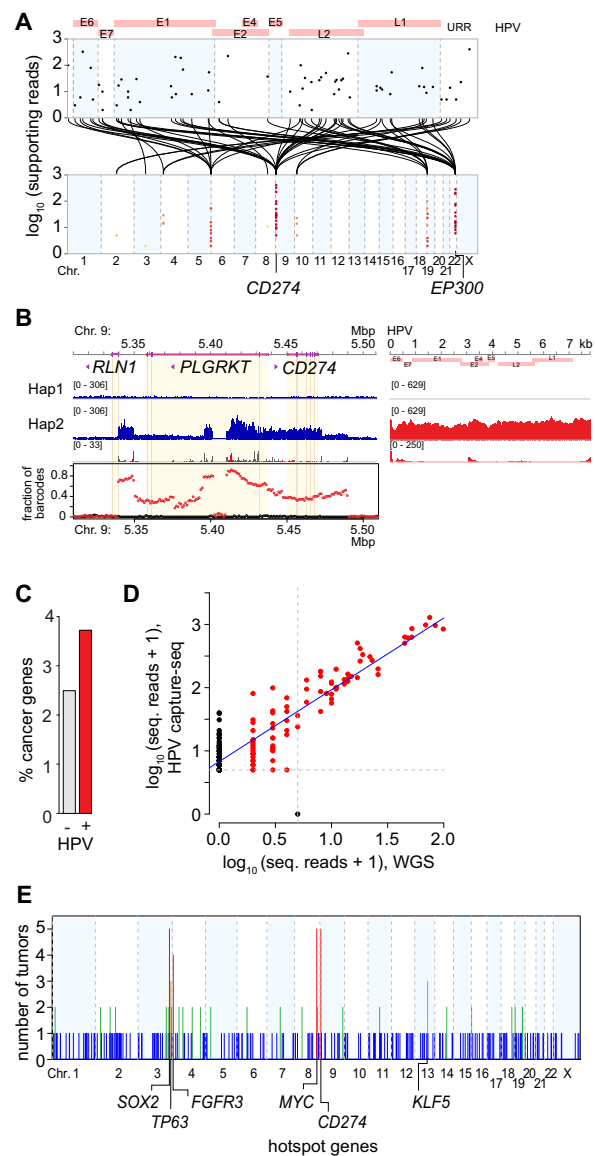 A
E6 E1 E4 E5 L1
E7 E2 L2 URR HPV
3
2
1
0
log10 (supporting reads)
3
2
1
0
1 2 3 4 5 6 7 8 9 10 11 12 13 14 15 16 18 20 22 X
Chr. 17 19 21
CD274 EP300
B
Chr. 9: 5.35 5.40 5.45 Mbp 5.50
RLN1 PLGRKT CD274
HPV
0 1 2 3 4 5 6 7 kb
E6 E1 E4 E5 L1
E7 E2 L2
Hap1 [0 - 306] [0 - 629]
Hap2 [0 - 306] [0 - 629]
[0 - 33] [0 - 250]
fraction of barcodes
0.8
0.4
0
Chr. 9: 5.35 5.40 5.45 5.50
Mbp
C
% cancer genes
4
3
2
1
0
- +
HPV
D
log10 (seq. reads + 1),
HPV capture-seq
3
2
1
0
0.0 0.5 1.0 1.5 2.0
log10 (seq. reads + 1), WGS
E
number of tumors
5
4
3
2
1
0
Chr. 1 2 3 4 5 6 7 8 9 10 11 12 13 14 15 16 18 20 22 X
17 19 21
SOX2 FGFR3 MYC KLF5
TP63 CD274
hotspot genes